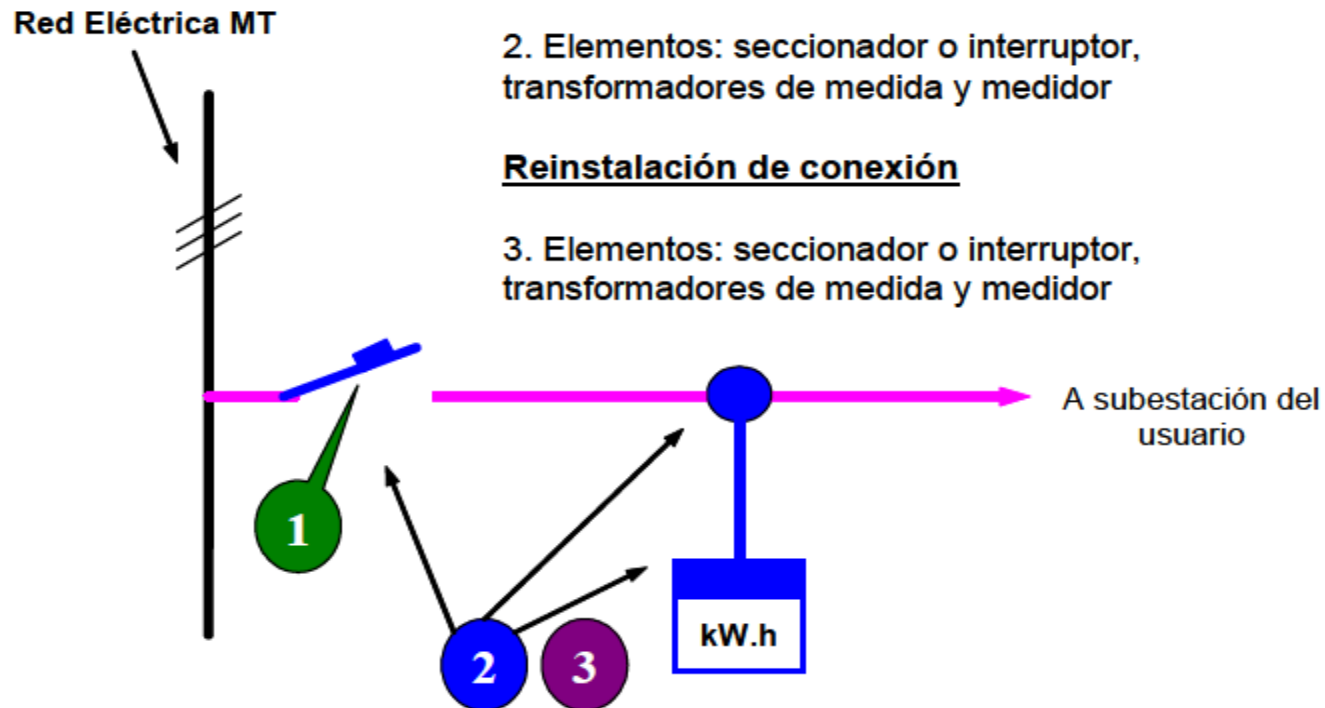 Red Eléctrica MT
2. Elementos: seccionador o interruptor,
transformadores de medida y medidor
Reinstalación de conexión
3. Elementos: seccionador o interruptor,
transformadores de medida y medidor
A subestación del
usuario
1
2
3
kW.h